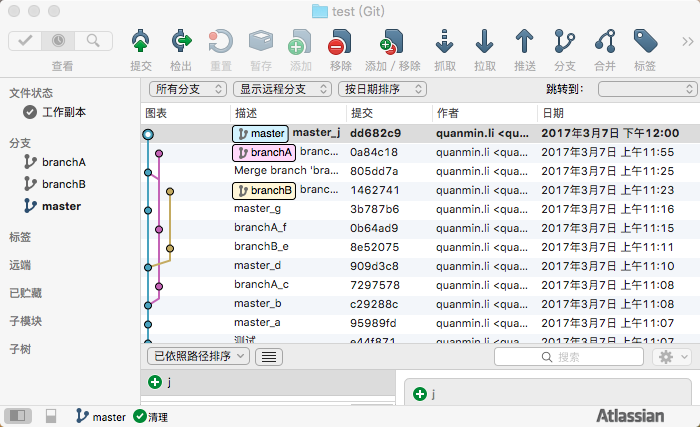 test (Git)
查看 提交 检出 重置 暂存 添加 移除 添加 / 移除 抓取 拉取 推送 分支 合并 标签
文件状态
工作副本
分支
branchA
branchB
master
标签
远端
已贮藏
子模块
子树
所有分支 显示远程分支 按日期排序 跳转到:
图表 描述 提交 作者 日期
master master_j dd682c9 quanmin.li <qua... 2017年3月7日 下午12:00
branchA branc... 0a84c18 quanmin.li <qua... 2017年3月7日 上午11:55
Merge branch 'bra... 805dd7a quanmin.li <qua... 2017年3月7日 上午11:25
branchB branc... 1462741 quanmin.li <qua... 2017年3月7日 上午11:23
master_g 3b787b6 quanmin.li <qua... 2017年3月7日 上午11:16
branchA_f 0b64ad9 quanmin.li <qua... 2017年3月7日 上午11:15
branchB_e 8e52075 quanmin.li <qua... 2017年3月7日 上午11:11
master_d 909d3c8 quanmin.li <qua... 2017年3月7日 上午11:10
branchA_c 7297578 quanmin.li <qua... 2017年3月7日 上午11:08
master_b c29288c quanmin.li <qua... 2017年3月7日 上午11:08
master_a 95989fd quanmin.li <qua... 2017年3月7日 上午11:07
测试 e44f871 quanmin.li <qua... 2017年3月7日 上午11:07
已依照路径排序 搜索
j
j
master 清理 Atlassian